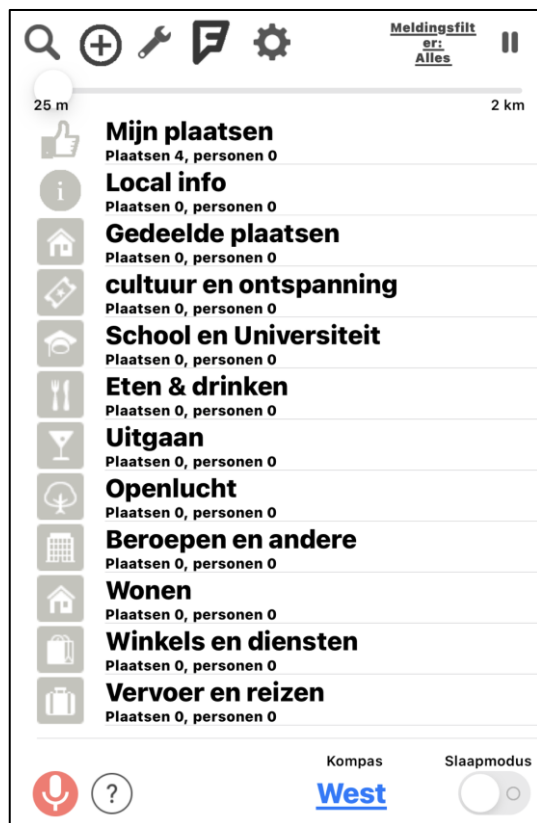 Meldingsfilt
er:
Alles
25 m
2 km
Mijn plaatsen
Plaatsen 4, personen 0
Local info
Plaatsen 0, personen 0
Gedeelde plaatsen
Plaatsen 0, personen 0
cultuur en ontspanning
Plaatsen 0, personen 0
School en Universiteit
Plaatsen 0, personen 0
Eten & drinken
Plaatsen 0, personen 0
Uitgaan
Plaatsen 0, personen 0
Openlucht
Plaatsen 0, personen 0
Beroepen en andere
Plaatsen 0, personen 0
Wonen
Plaatsen 0, personen 0
Winkels en diensten
Plaatsen 0, personen 0
Vervoer en reizen
Plaatsen 0, personen 0
Kompas
Slaapmodus
?
West